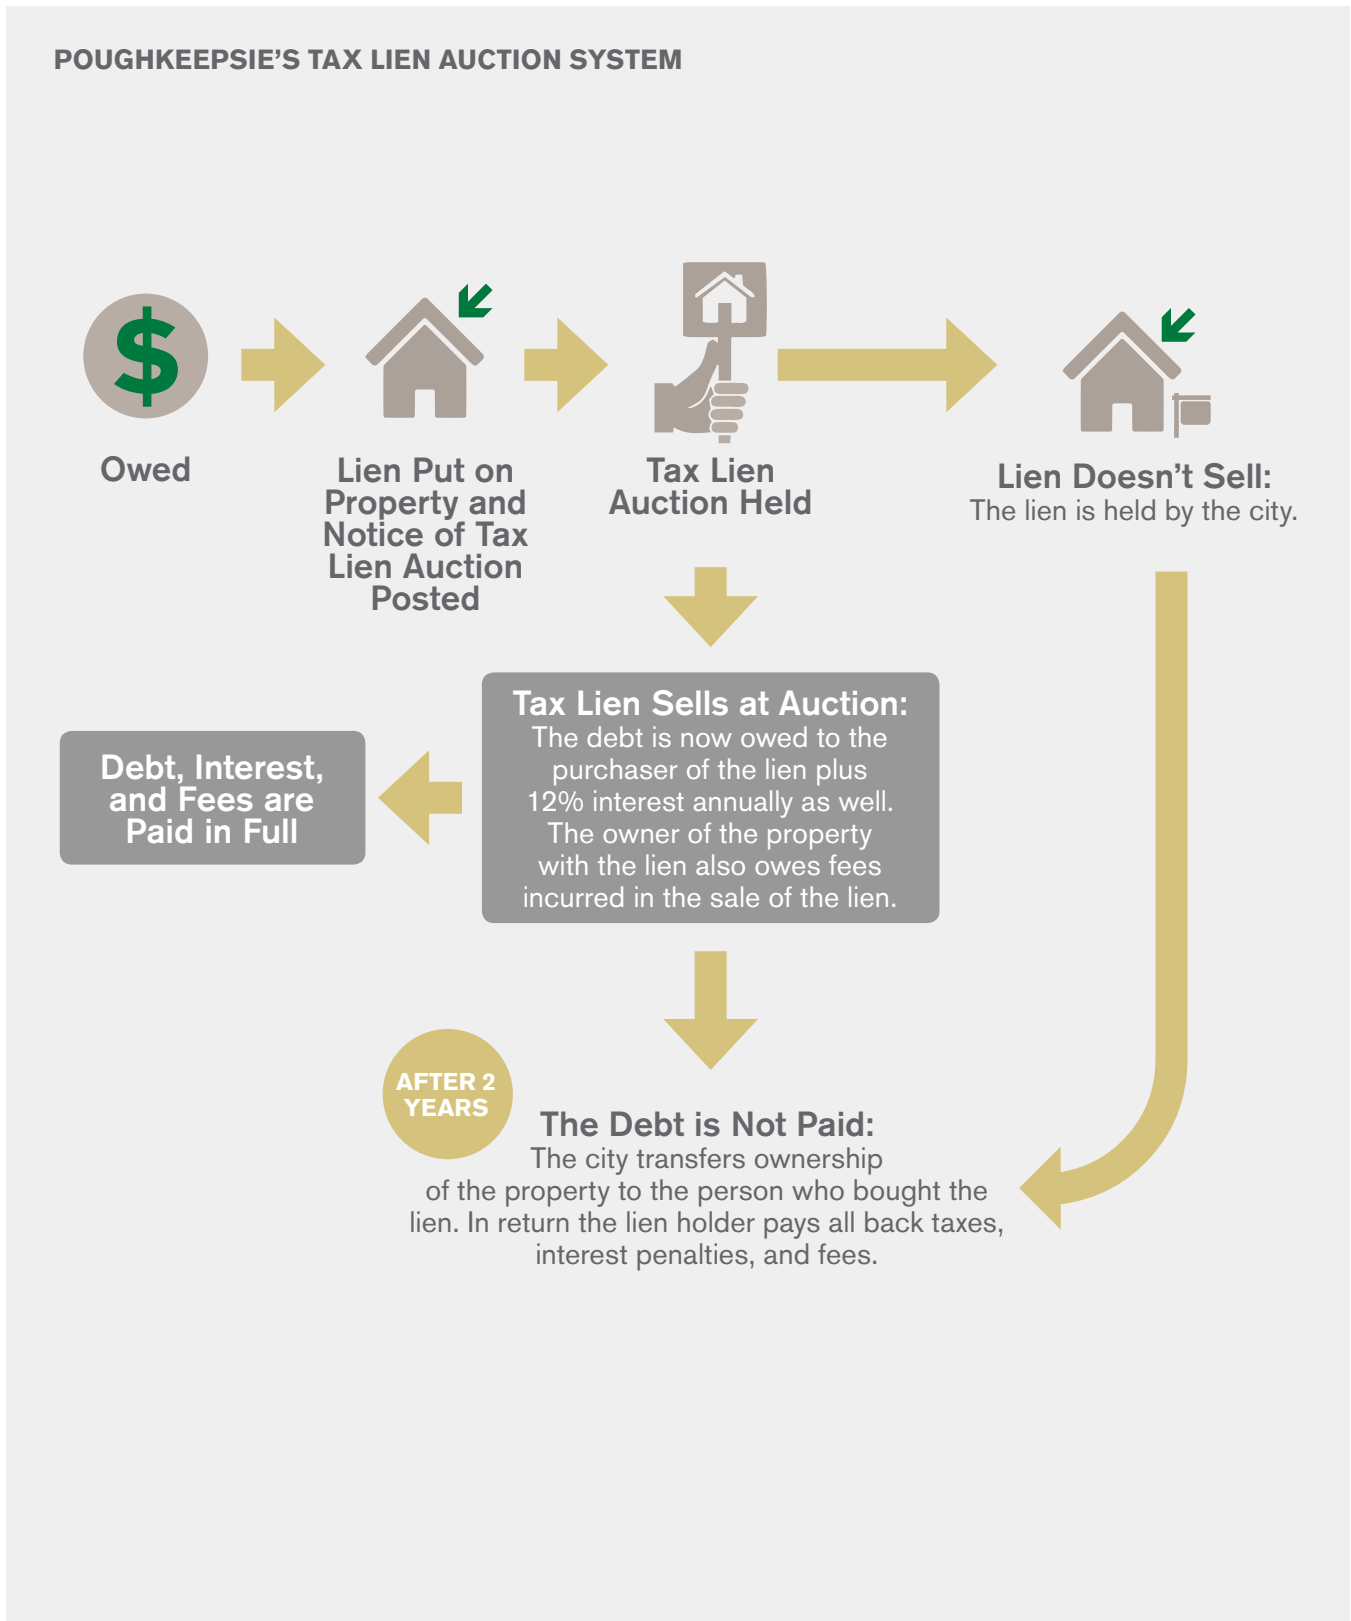 POUGHKEEPSIE’S TAX LIEN AUCTION SYSTEM
$
Owed
Lien Put on
Property and
Notice of Tax
Lien Auction
Posted
Tax Lien
Auction Held
Lien Doesn’t Sell:
The lien is held by the city.
Tax Lien Sells at Auction:
The debt is now owed to the
purchaser of the lien plus
12% interest annually as well.
The owner of the property
with the lien also owes fees
incurred in the sale of the lien.
Debt, Interest,
and Fees are
Paid in Full
AFTER 2
YEARS
The Debt is Not Paid:
The city transfers ownership
of the property to the person who bought the
lien. In return the lien holder pays all back taxes,
interest penalties, and fees.